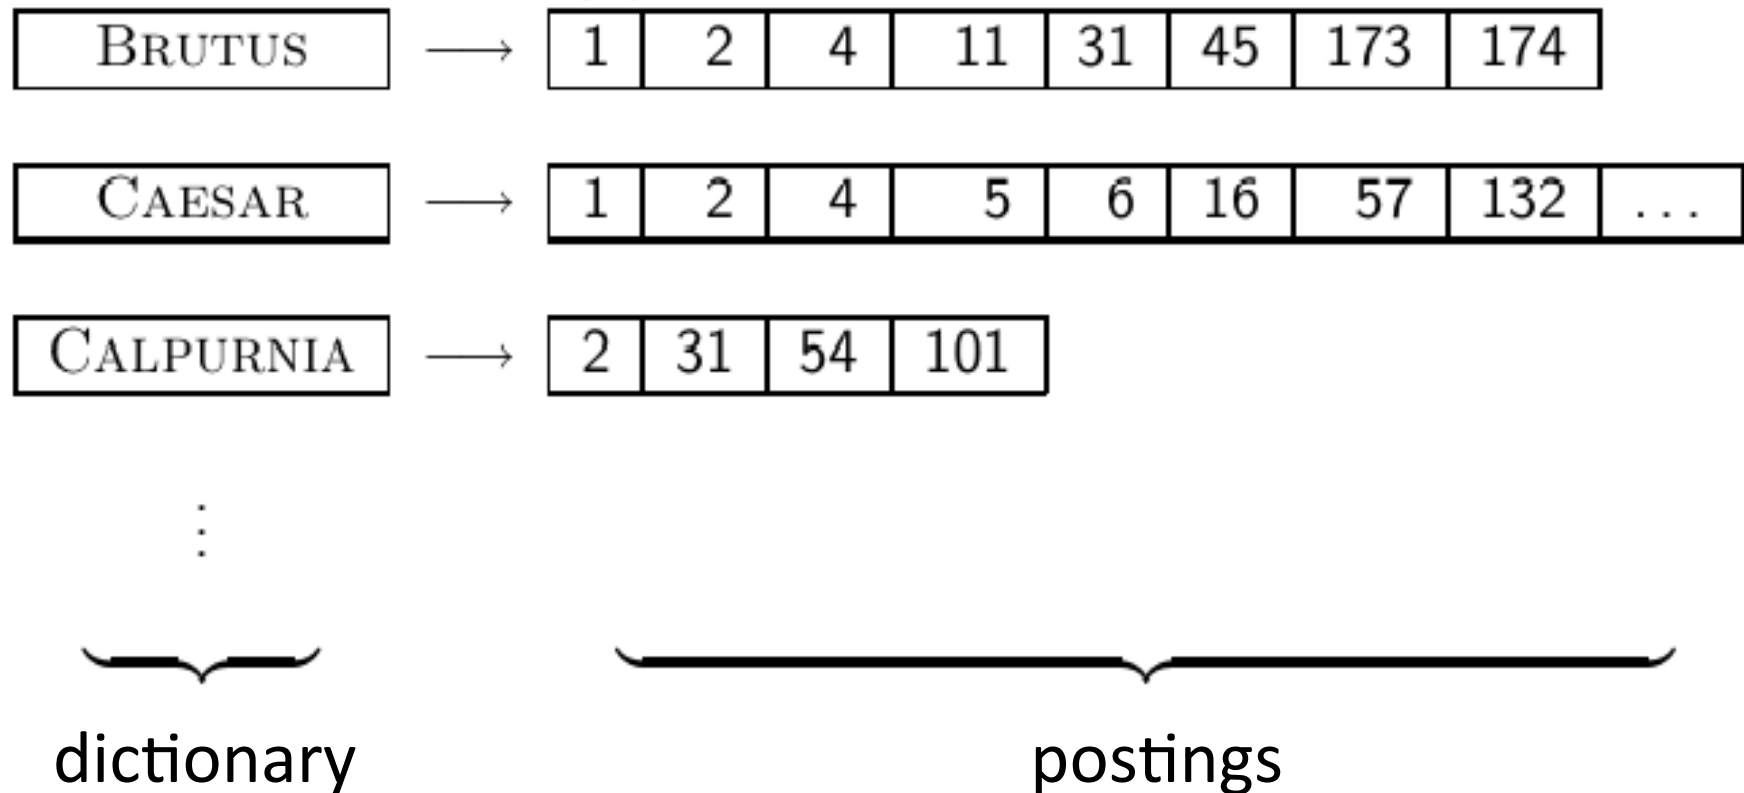 BRUTUS ⟶ 1 2 4 11 31 45 173 174
CAESAR ⟶ 1 2 4 5 6 16 57 132 ...
CALPURNIA ⟶ 2 31 54 101
⋮
dictionary postings